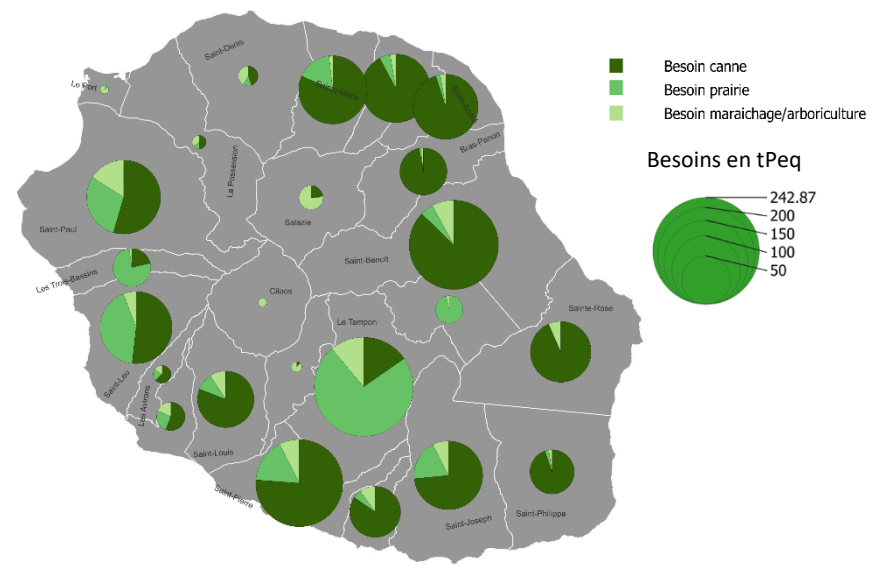 Saint-Denis
Le Port
Sainte-Marie
Saint-André
Bras-Panon
La Possession
Salazie
Saint-Paul
Saint-Benoit
Les Trois-Bassins
Cilaos
Sainte-Rose
Le Tampon
Saint-Leu
Les Avirons
Saint-Louis
Saint-Pierre
Saint-Joseph
Saint-Philippe
Besoin canne
Besoin prairie
Besoin maraichage/arboriculture
Besoins en tPeq
242.87
200
150
100
50